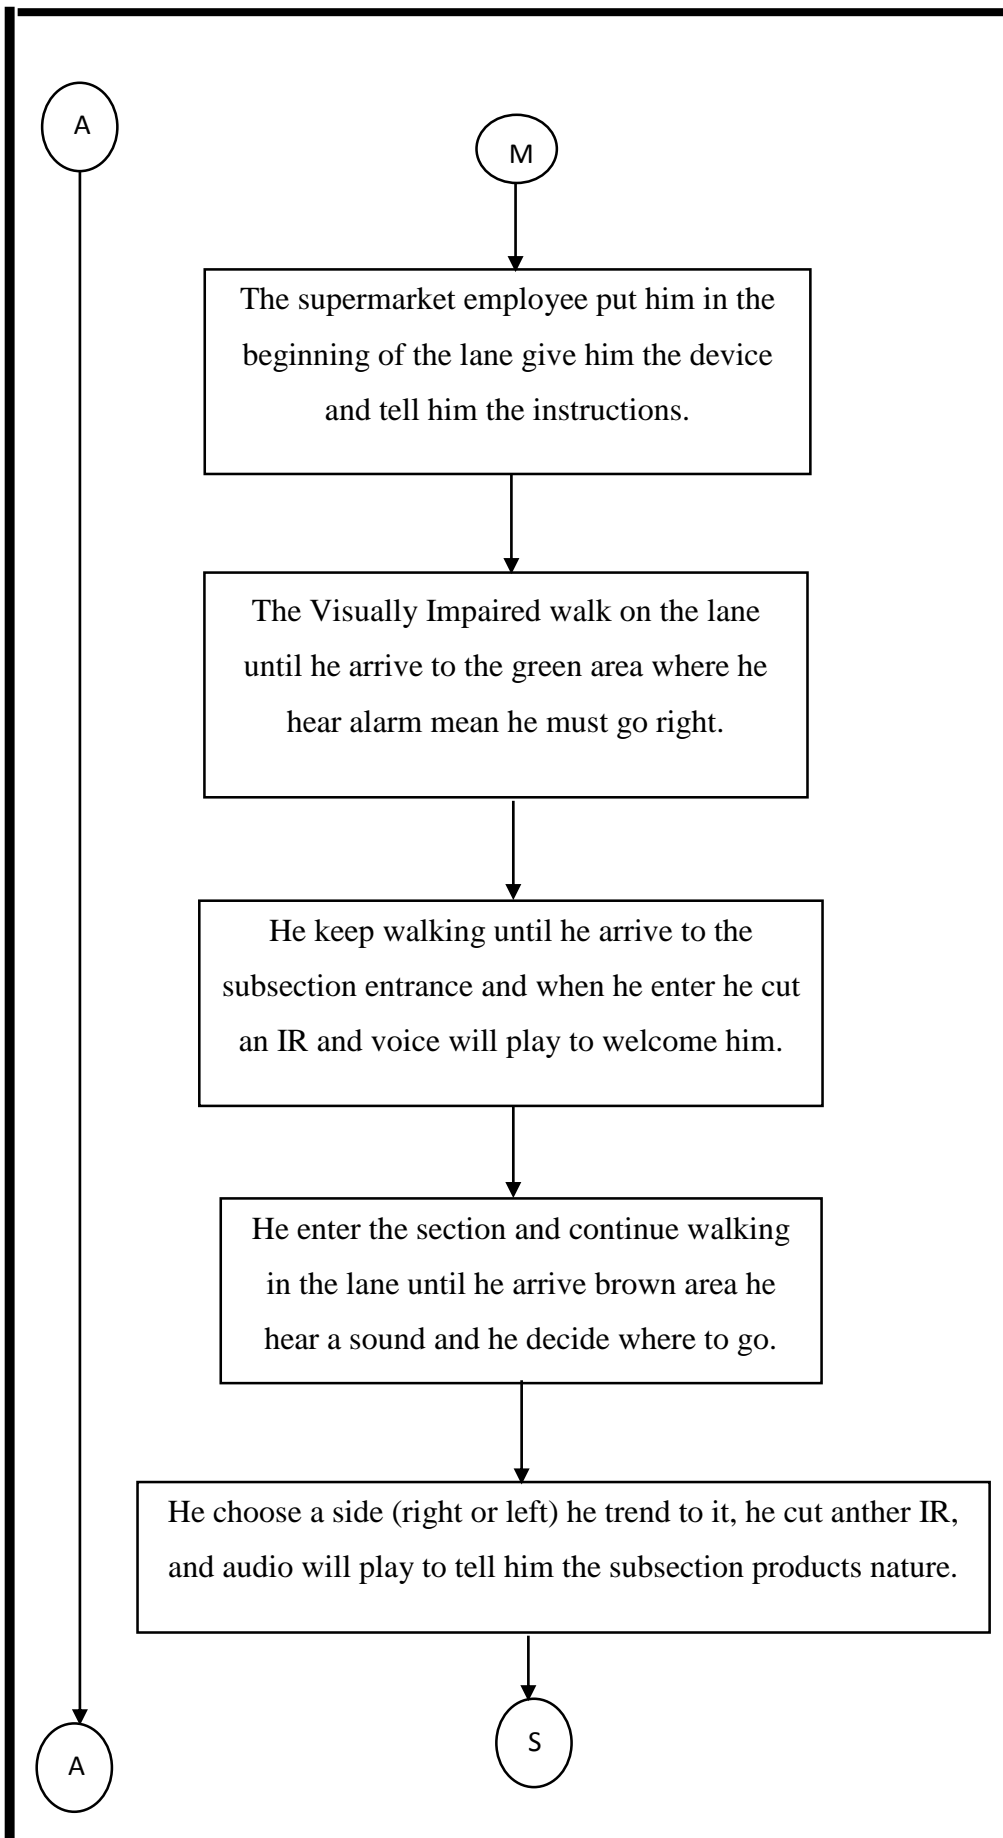 A
M
The supermarket employee put him in the
beginning of the lane give him the device
and tell him the instructions.
The Visually Impaired walk on the lane
until he arrive to the green area where he
hear alarm mean he must go right.
He keep walking until he arrive to the
subsection entrance and when he enter he cut
an IR and voice will play to welcome him.
He enter the section and continue walking
in the lane until he arrive brown area he
hear a sound and he decide where to go.
He choose a side (right or left) he trend to it, he cut anther IR,
and audio will play to tell him the subsection products nature.
S
A